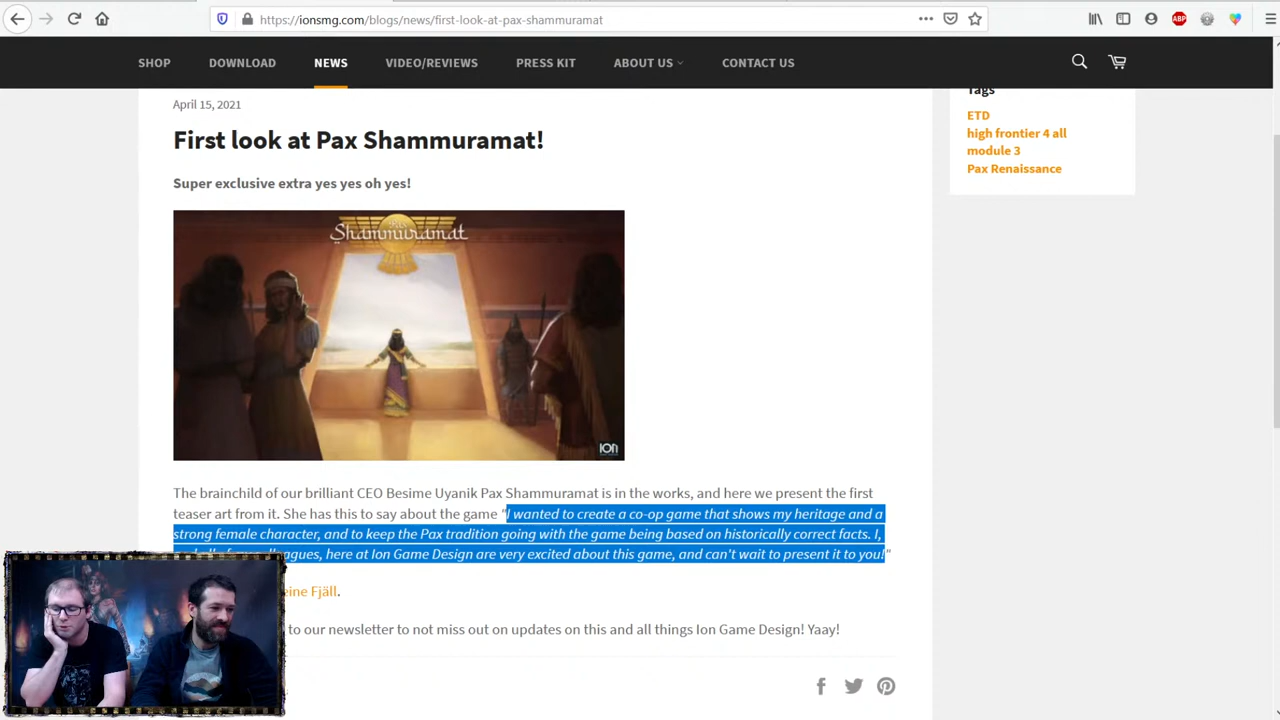 https://ionsmg.com/blogs/news/first-look-at-pax-shammuramat
ABP
SHOP DOWNLOAD NEWS VIDEO/REVIEWS PRESS KIT ABOUT US CONTACT US
April 15, 2021
Tags
ETD
high frontier 4 all
module 3
Pax Renaissance
First look at Pax Shammuramat!
Super exclusive extra yes yes oh yes!
Pax
Shammuramat
ION
The brainchild of our brilliant CEO Besime Uyanik Pax Shammuramat is in the works, and here we present the first
teaser art from it. She has this to say about the game "I wanted to create a co-op game that shows my heritage and a
strong female character, and to keep the Pax tradition going with the game being based on historically correct facts. I,
here at Ion Game Design are very excited about this game, and can't wait to present it to you!"
Fjäll.
to our newsletter to not miss out on updates on this and all things Ion Game Design! Yaay!